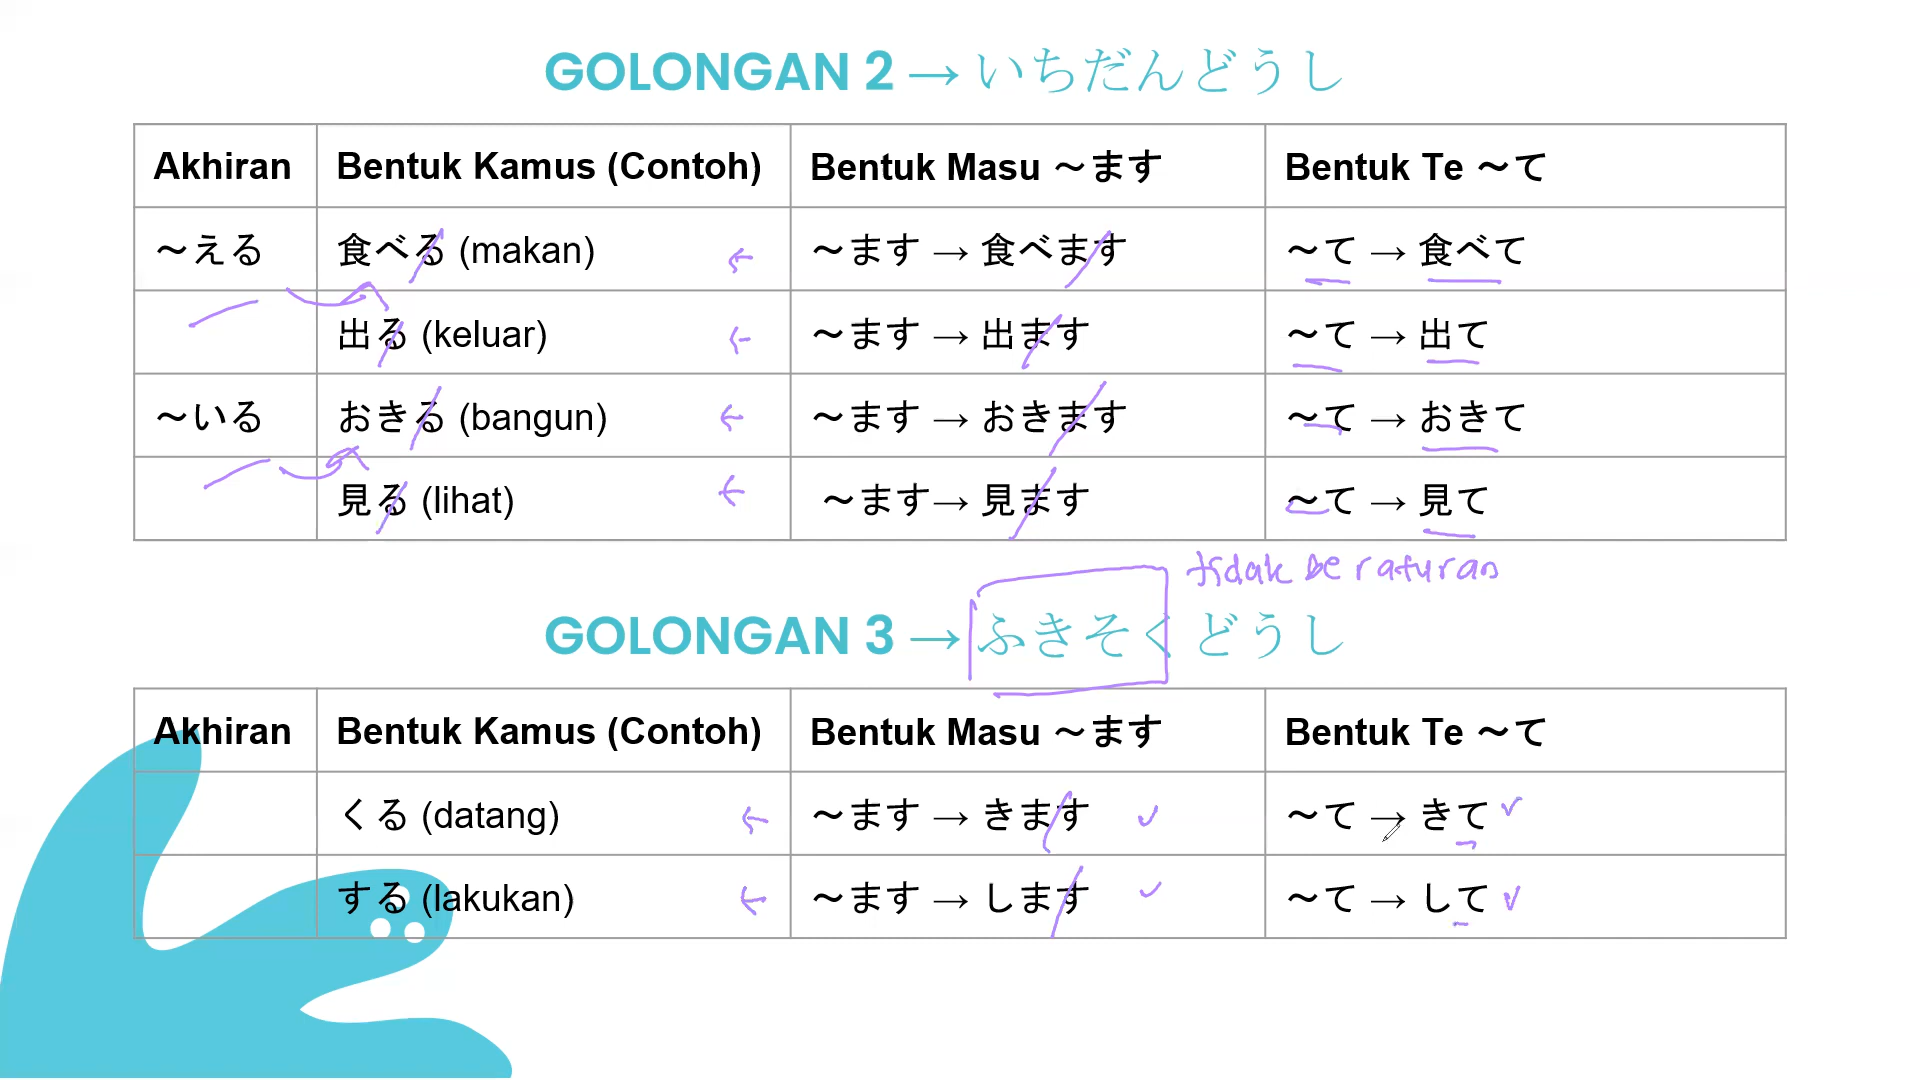 GOLONGAN 2 → いちだんどうし
Akhiran Bentuk Kamus (Contoh) Bentuk Masu ～ます Bentuk Te ～て
～える 食べる (makan) ～ます → 食べます ～て → 食べて
出る (keluar) ～ます → 出ます ～て → 出て
～いる おきる (bangun) ～ます → おきます ～て → おきて
見る (lihat) ～ます→ 見ます ～て → 見て
tidak beraturan
GOLONGAN 3 → ふきそくどうし
Akhiran Bentuk Kamus (Contoh) Bentuk Masu ～ます Bentuk Te ～て
くる (datang) ～ます → きます ～て → きて
する (lakukan) ～ます → します ～て → して